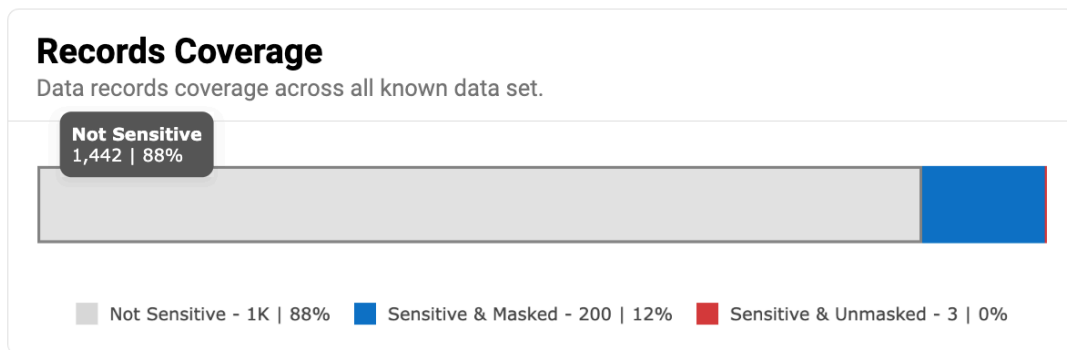 Records Coverage
Data records coverage across all known data set.
Not Sensitive
1,442 | 88%
Not Sensitive - 1K | 88%
Sensitive & Masked - 200 | 12%
Sensitive & Unmasked - 3 | 0%